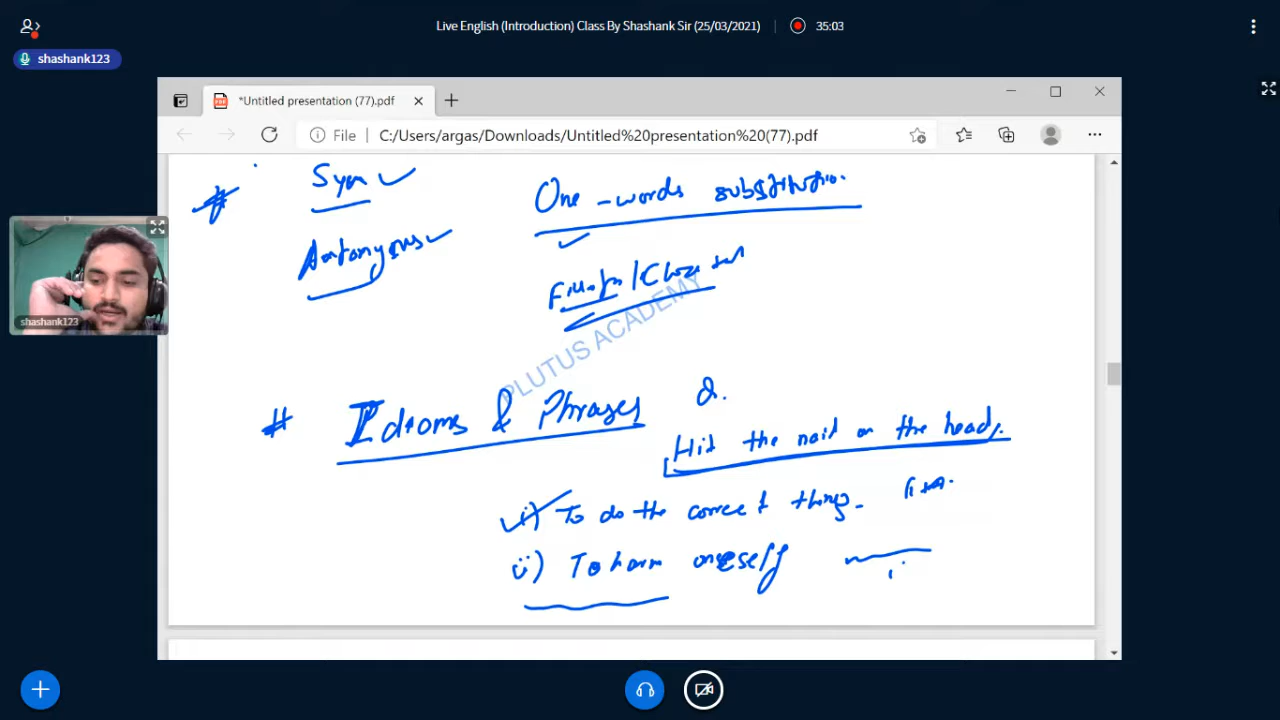 Live English (Introduction) Class By Shashank Sir (25/03/2021)
35:03
shashank123
*Untitled presentation (77).pdf
File
C:/Users/argas/Downloads/Untitled%20presentation%20(77).pdf
# Syn
One-words substitution.
Antonyms
PLUTUS ACADEMY
shashank123
# Idioms & Phrases
Q.
Hit the nail on the head.
i) To do the correct thing.
ii) To harm oneself